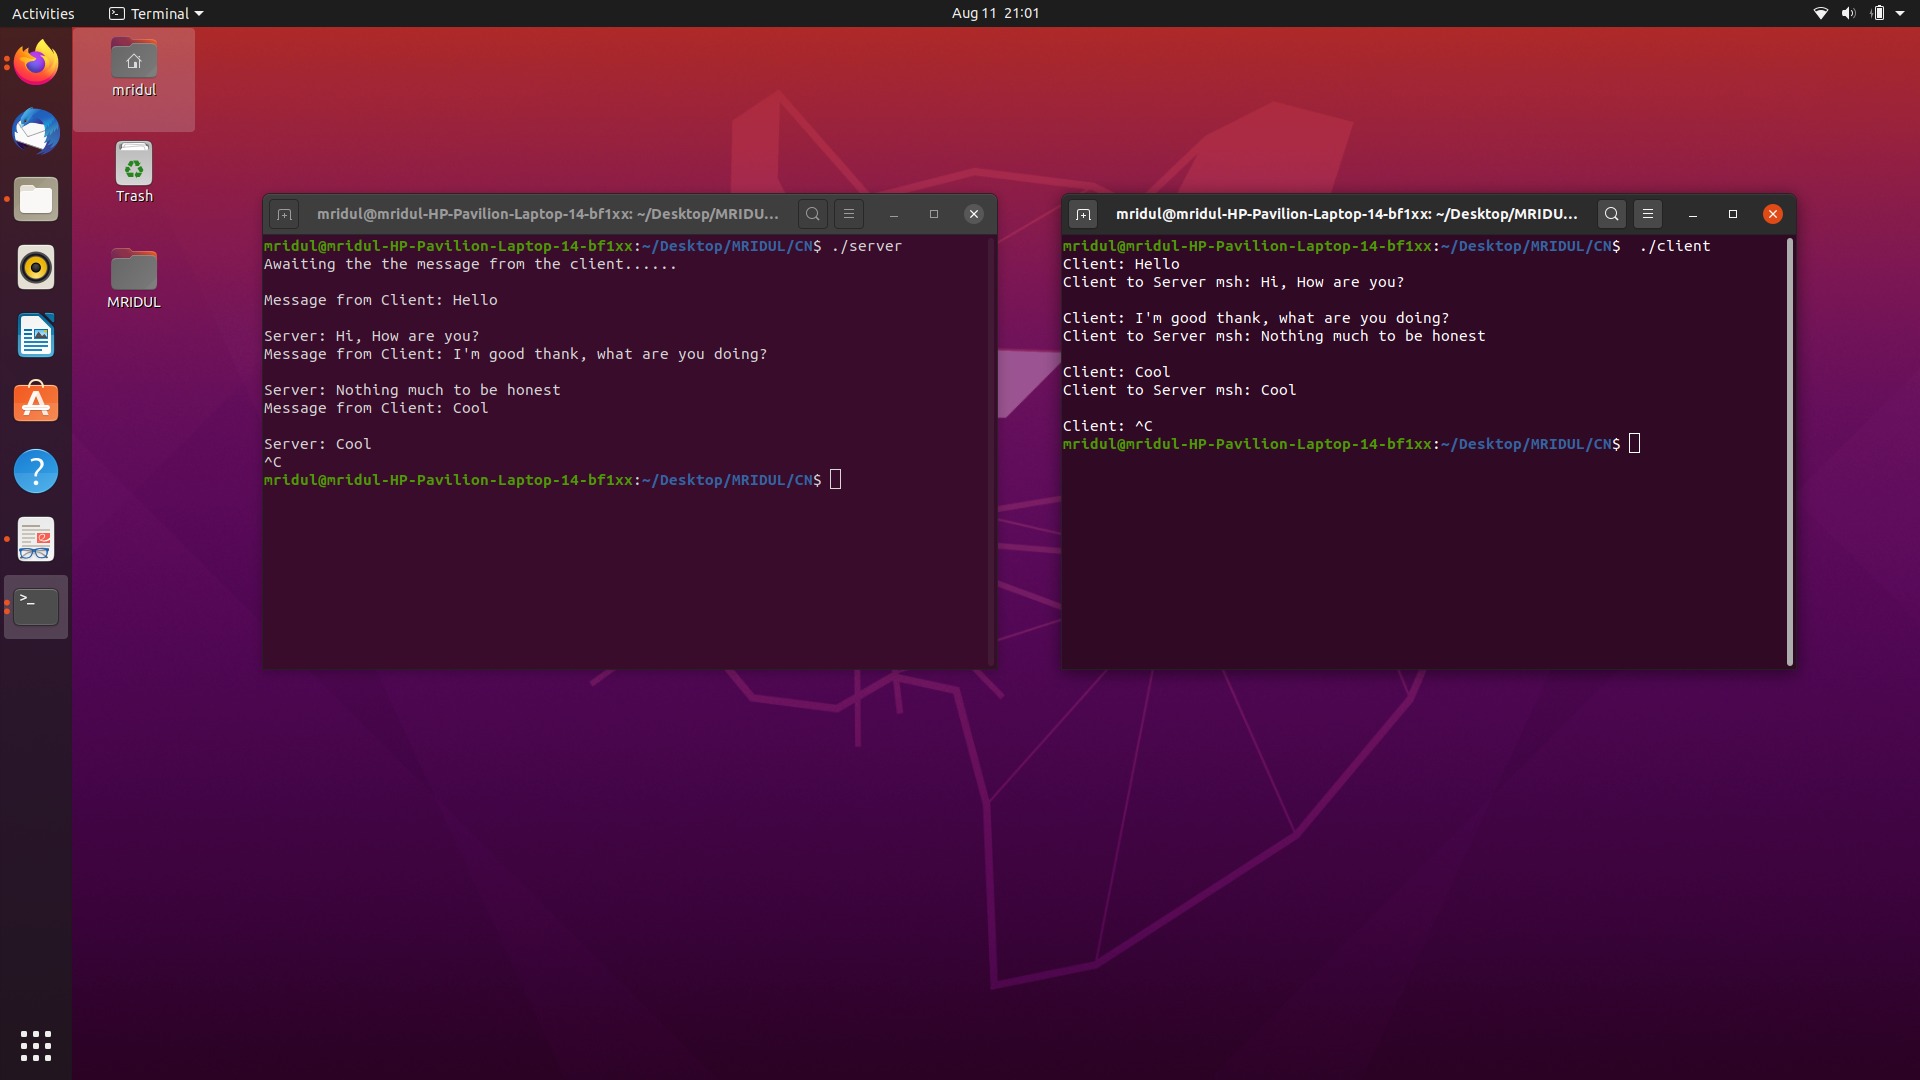 Activities
Terminal
Aug 11 21:01
mridul
Trash
MRIDUL
mridul@mridul-HP-Pavilion-Laptop-14-bf1xx: ~/Desktop/MRIDU...
mridul@mridul-HP-Pavilion-Laptop-14-bf1xx:~/Desktop/MRIDUL/CN$ ./server
Awaiting the the message from the client......
Message from Client: Hello
Server: Hi, How are you?
Message from Client: I'm good thank, what are you doing?
Server: Nothing much to be honest
Message from Client: Cool
Server: Cool
^C
mridul@mridul-HP-Pavilion-Laptop-14-bf1xx:~/Desktop/MRIDUL/CN$
mridul@mridul-HP-Pavilion-Laptop-14-bf1xx: ~/Desktop/MRIDU...
mridul@mridul-HP-Pavilion-Laptop-14-bf1xx:~/Desktop/MRIDUL/CN$  ./client
Client: Hello
Client to Server msh: Hi, How are you?
Client: I'm good thank, what are you doing?
Client to Server msh: Nothing much to be honest
Client: Cool
Client to Server msh: Cool
Client: ^C
mridul@mridul-HP-Pavilion-Laptop-14-bf1xx:~/Desktop/MRIDUL/CN$